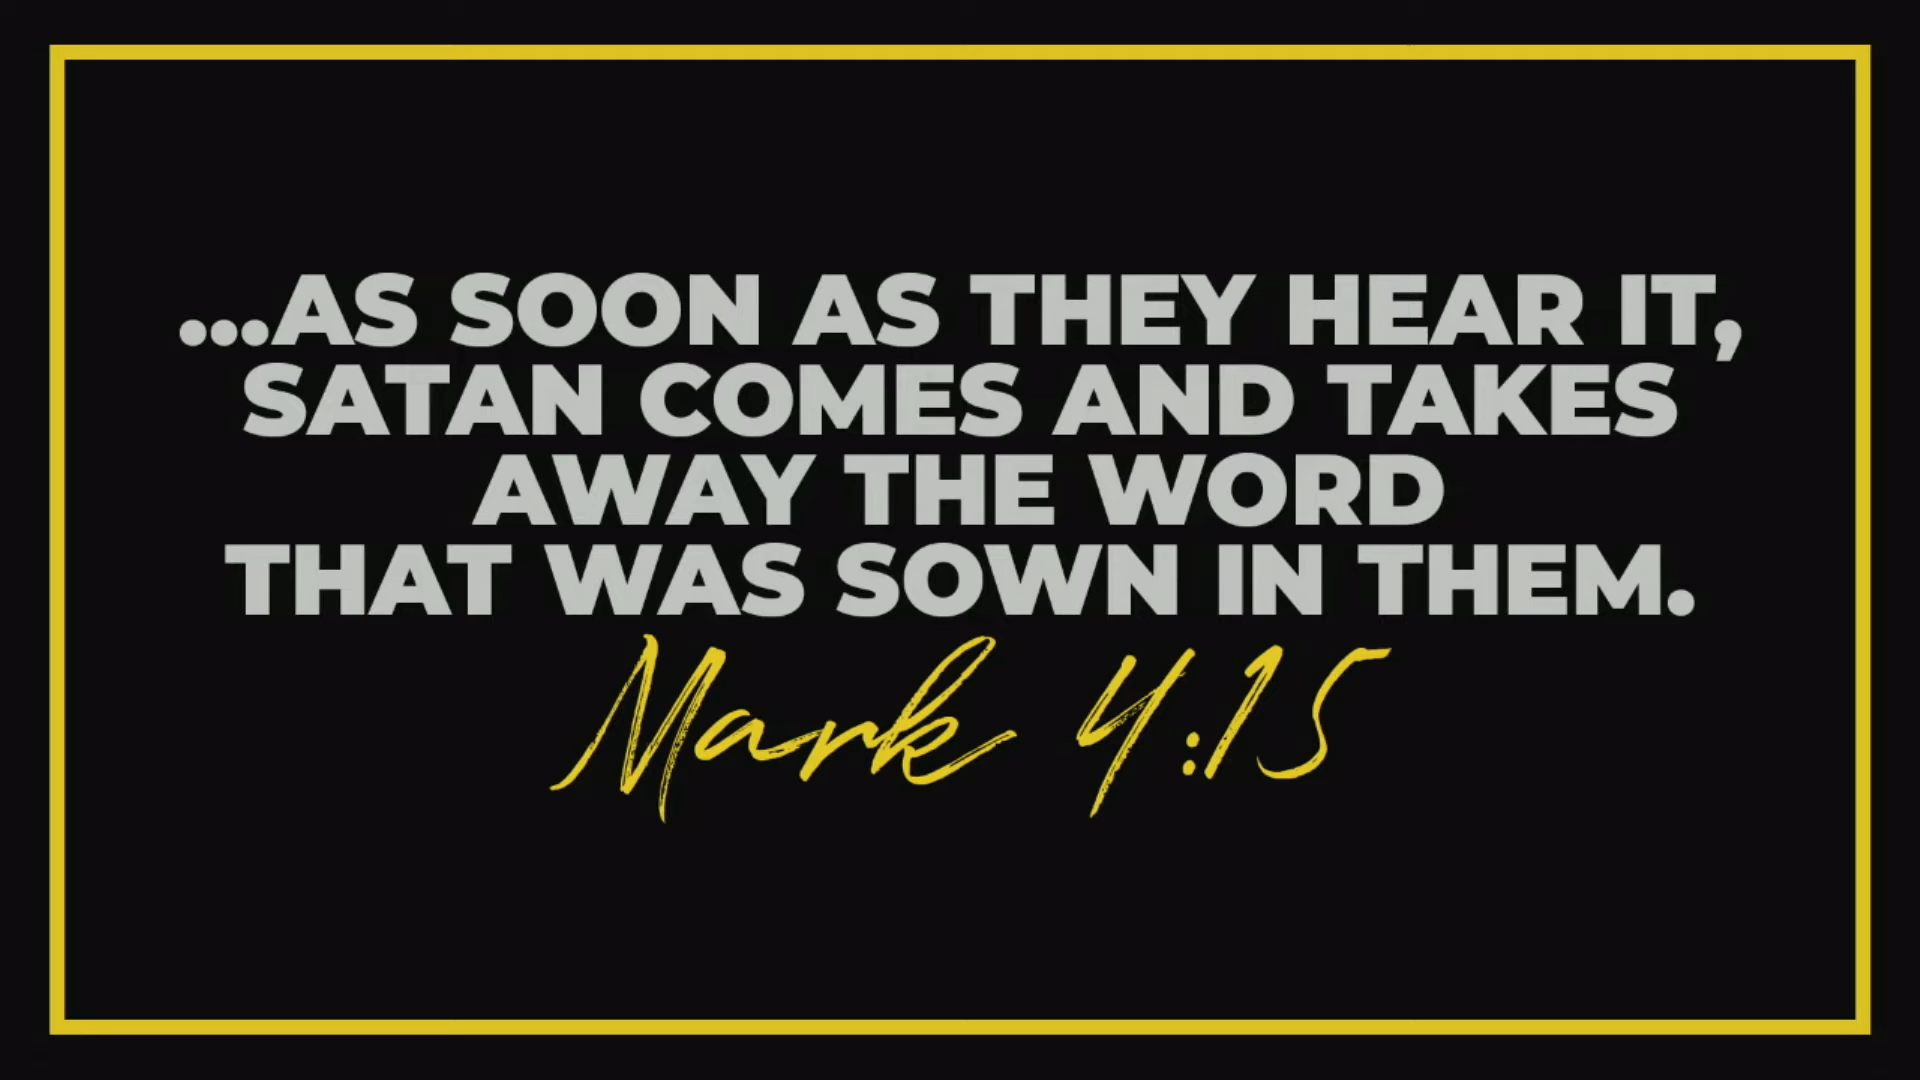 ...AS SOON AS THEY HEAR IT,
SATAN COMES AND TAKES
AWAY THE WORD
THAT WAS SOWN IN THEM.
Mark 4:15